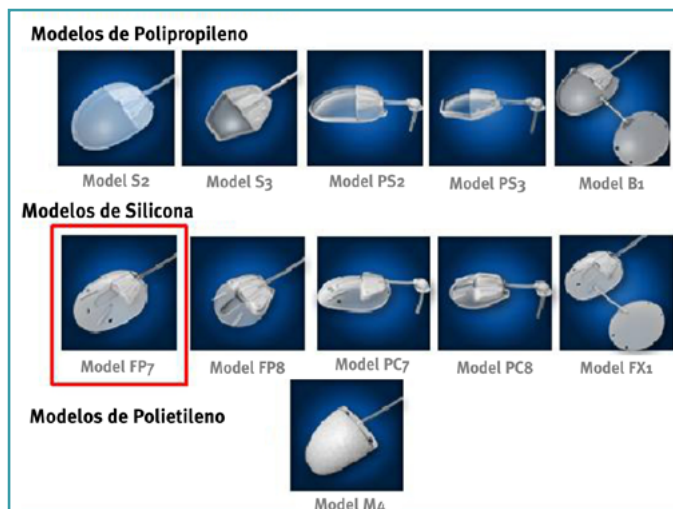 Modelos de Polipropileno
Model S2 Model S3 Model PS2 Model PS3 Model B1
Modelos de Silicona
Model FP7 Model FP8 Model PC7 Model PC8 Model FX1
Modelos de Polietileno
Model M4